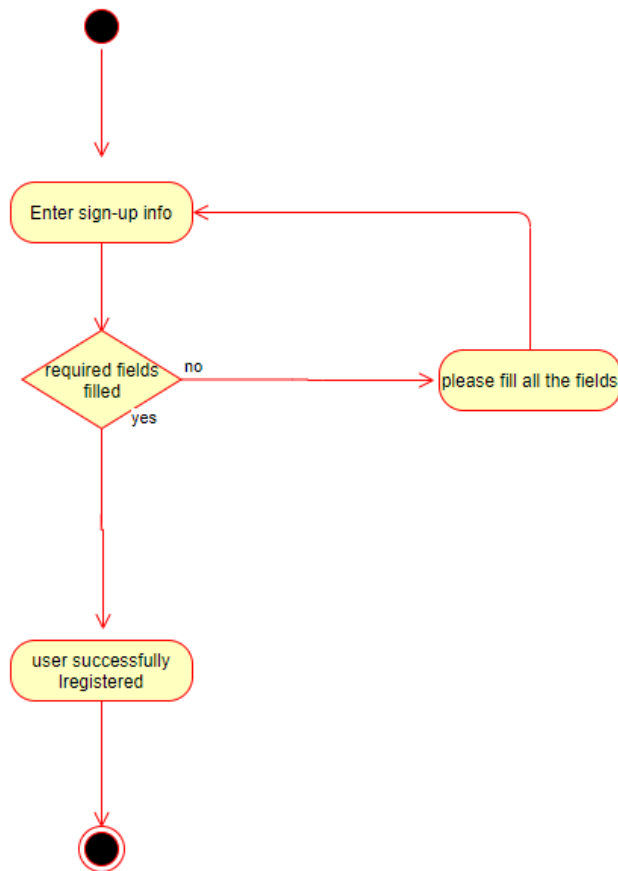 Enter sign-up info
required fields
filled
no
please fill all the fields
yes
user successfully
lregistered